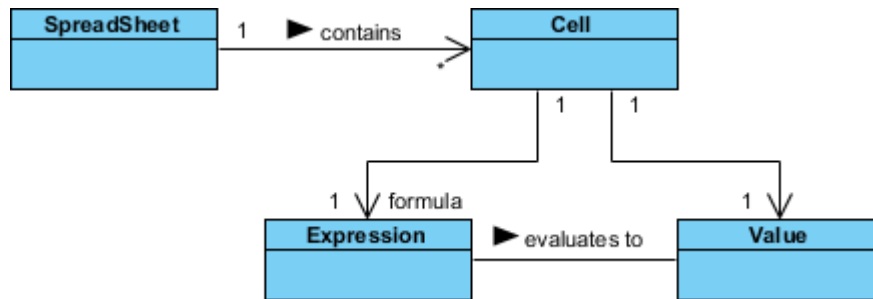 SpreadSheet
1
contains
*
Cell
1
1
1
formula
1
Expression
evaluates to
Value